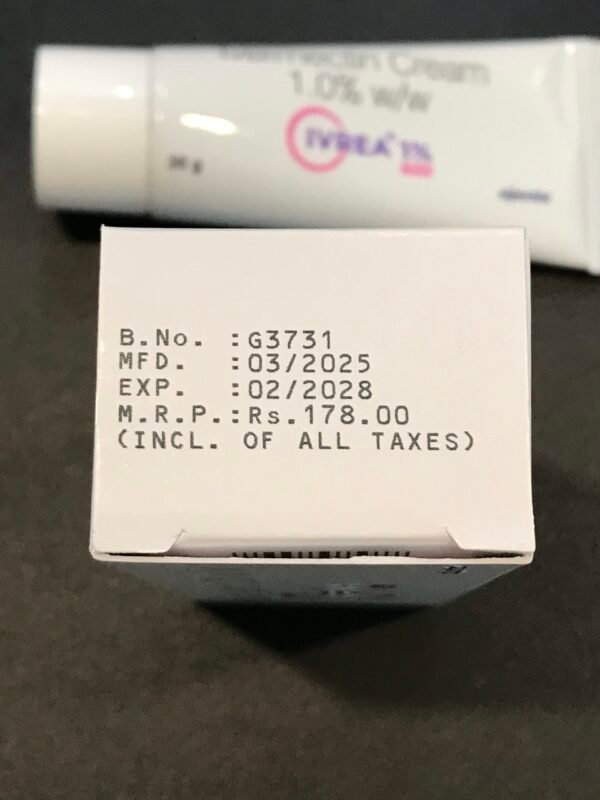 Cream
1.0% w/w
IVREA 1%
B.No. :G3731
MFD. :03/2025
EXP. :02/2028
M.R.P.:Rs.178.00
(INCL. OF ALL TAXES)